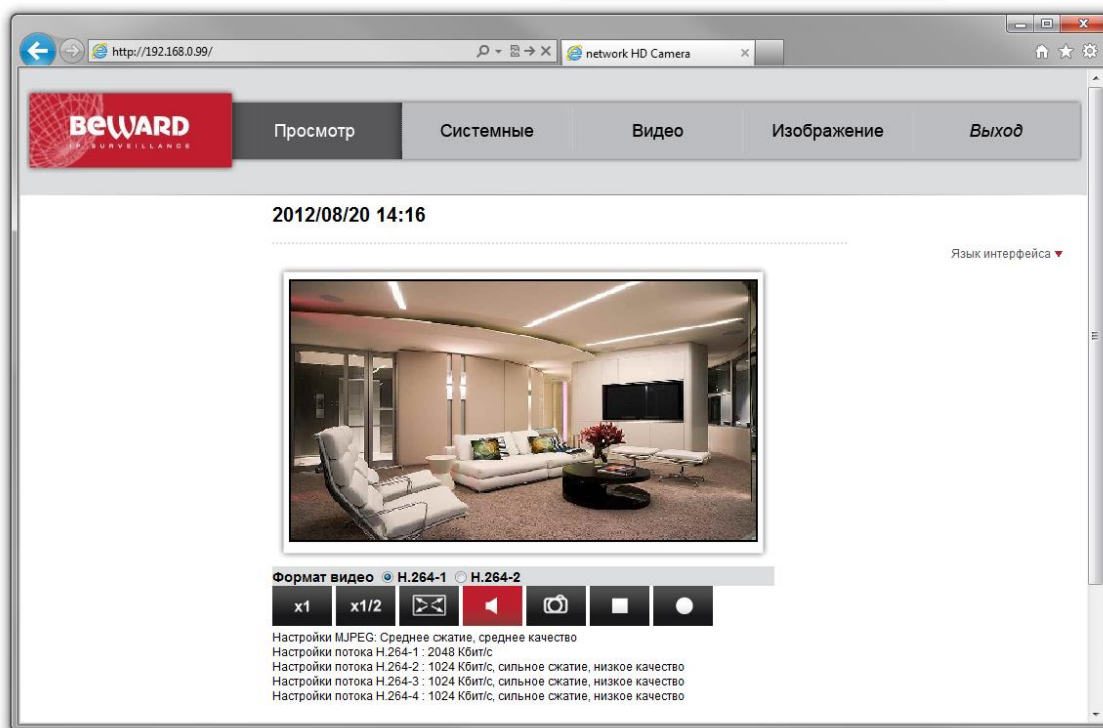 http://192.168.0.99/
network HD Camera
BEWARD
IP SURVEILLANCE
Просмотр
Системные
Видео
Изображение
Выход
2012/08/20 14:16
Язык интерфейса
Формат видео H.264-1 H.264-2
x1
x1/2
Настройки MJPEG: Среднее сжатие, среднее качество
Настройки потока H.264-1 : 2048 Кбит/с
Настройки потока H.264-2 : 1024 Кбит/с, сильное сжатие, низкое качество
Настройки потока H.264-3 : 1024 Кбит/с, сильное сжатие, низкое качество
Настройки потока H.264-4 : 1024 Кбит/с, сильное сжатие, низкое качество